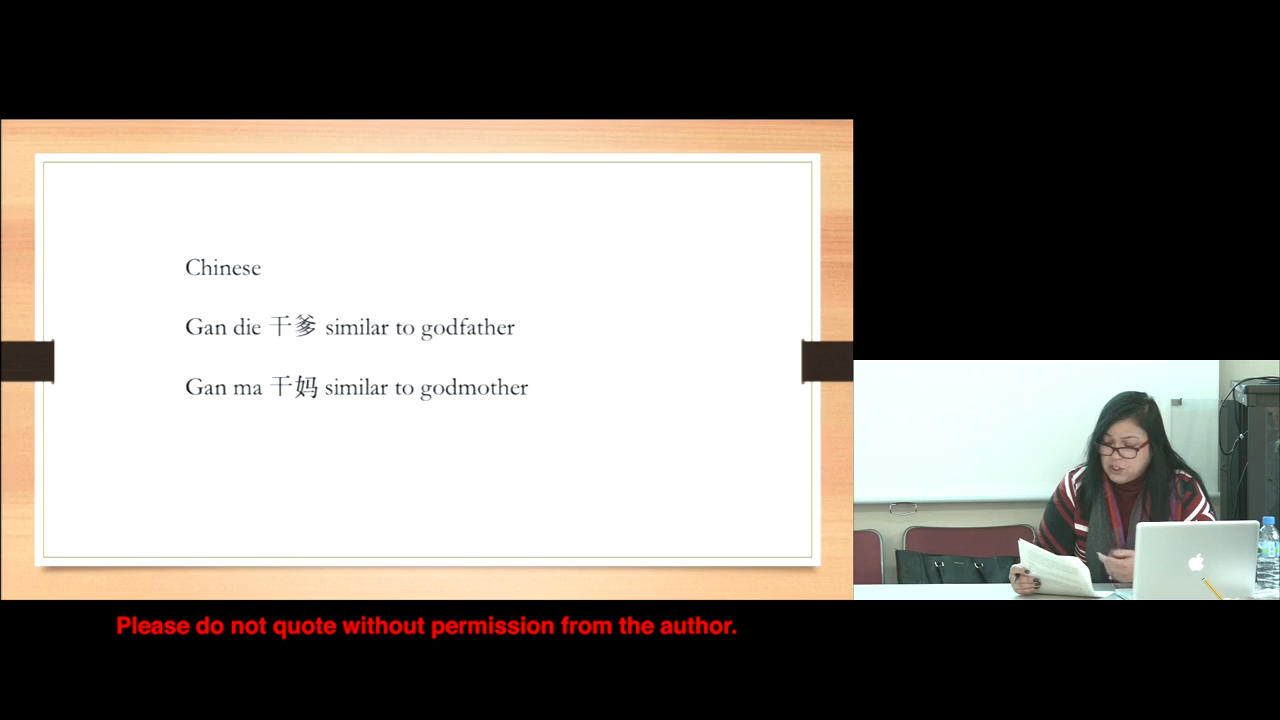 Chinese
Gan die 干爹 similar to godfather
Gan ma 干妈 similar to godmother
Please do not quote without permission from the author.